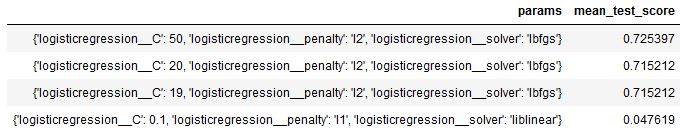 params mean_test_score
{'logisticregression__C': 50, 'logisticregression__penalty': 'l2', 'logisticregression__solver': 'lbfgs'} 0.725397
{'logisticregression__C': 20, 'logisticregression__penalty': 'l2', 'logisticregression__solver': 'lbfgs'} 0.715212
{'logisticregression__C': 19, 'logisticregression__penalty': 'l2', 'logisticregression__solver': 'lbfgs'} 0.715212
{'logisticregression__C': 0.1, 'logisticregression__penalty': 'l1', 'logisticregression__solver': 'liblinear'} 0.047619